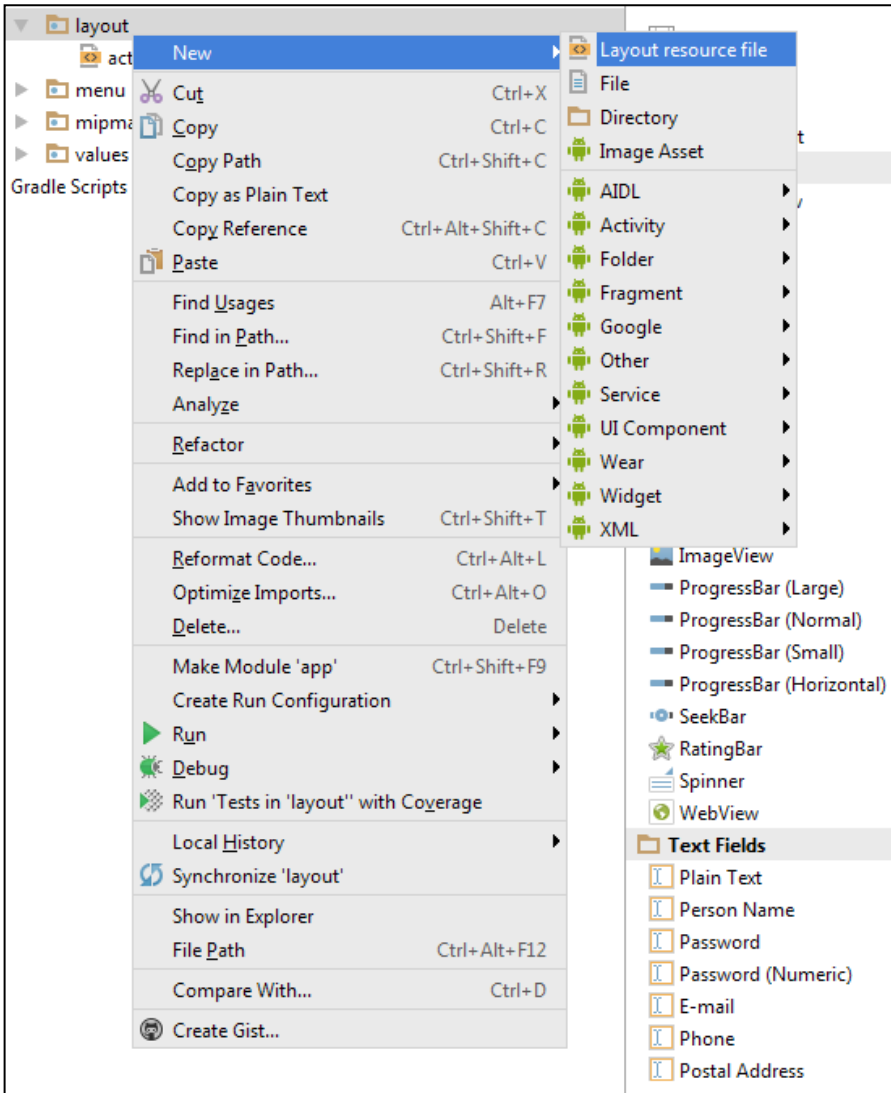 layout
act
menu
mipma
values
Gradle Scripts
New
Cut Ctrl+X
Copy Ctrl+C
Copy Path Ctrl+Shift+C
Copy as Plain Text
Copy Reference Ctrl+Alt+Shift+C
Paste Ctrl+V
Find Usages Alt+F7
Find in Path... Ctrl+Shift+F
Replace in Path... Ctrl+Shift+R
Analyze
Refactor
Add to Favorites
Show Image Thumbnails Ctrl+Shift+T
Reformat Code... Ctrl+Alt+L
Optimize Imports... Ctrl+Alt+O
Delete... Delete
Make Module 'app' Ctrl+Shift+F9
Create Run Configuration
Run
Debug
Run 'Tests in 'layout'' with Coverage
Local History
Synchronize 'layout'
Show in Explorer
File Path Ctrl+Alt+F12
Compare With... Ctrl+D
Create Gist...
Layout resource file
File
Directory
Image Asset
AIDL
Activity
Folder
Fragment
Google
Other
Service
UI Component
Wear
Widget
XML
t
ImageView
ProgressBar (Large)
ProgressBar (Normal)
ProgressBar (Small)
ProgressBar (Horizontal)
SeekBar
RatingBar
Spinner
WebView
Text Fields
Plain Text
Person Name
Password
Password (Numeric)
E-mail
Phone
Postal Address